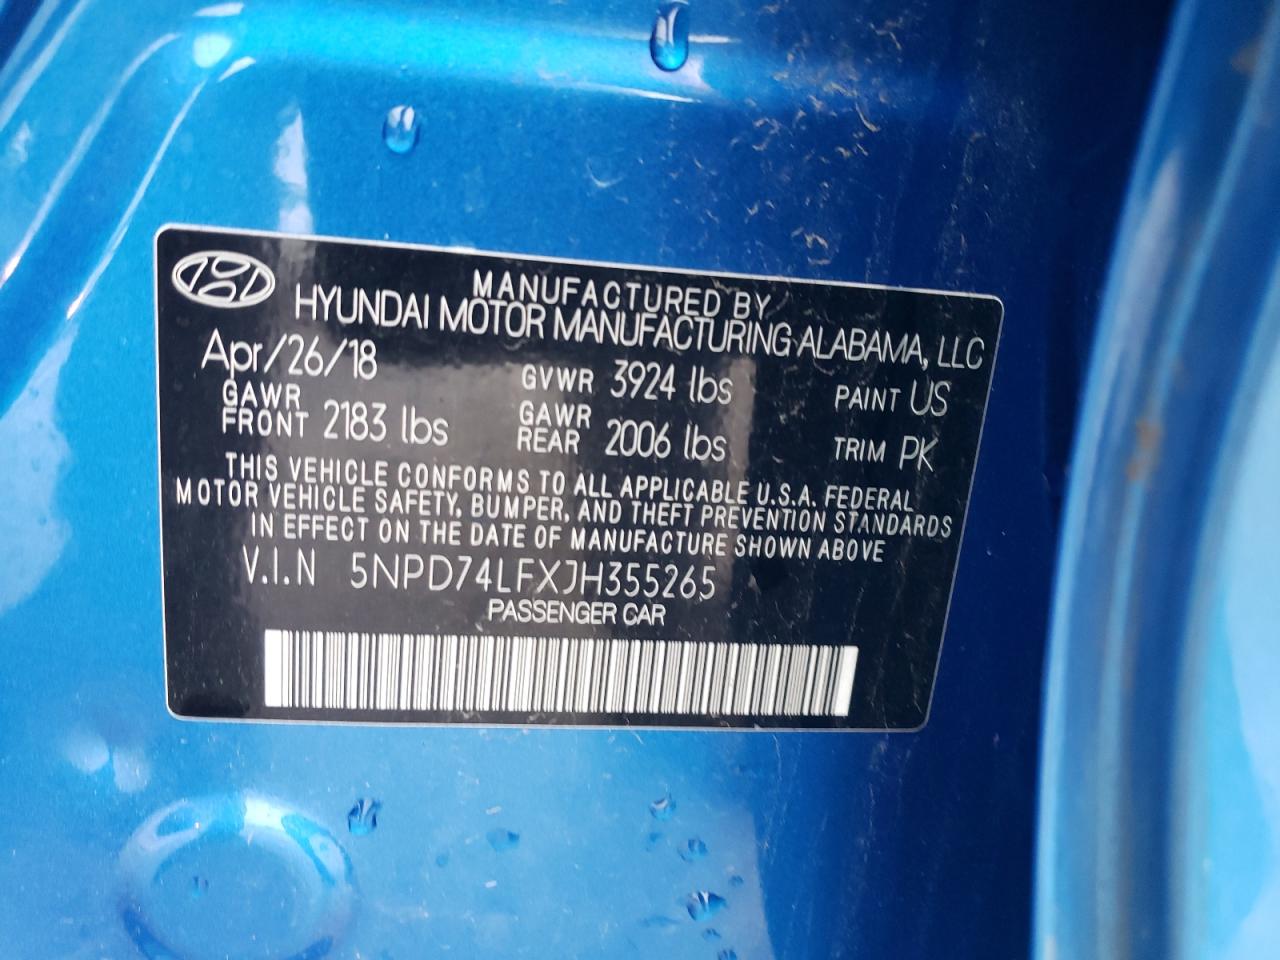 MANUFACTURED BY
HYUNDAI MOTOR MANUFACTURING ALABAMA, LLC
Apr/26/18
GAWR FRONT 2183 lbs
GVWR 3924 lbs
GAWR REAR 2006 lbs
PAINT US
TRIM PK
THIS VEHICLE CONFORMS TO ALL APPLICABLE U.S.A. FEDERAL
MOTOR VEHICLE SAFETY, BUMPER, AND THEFT PREVENTION STANDARDS
IN EFFECT ON THE DATE OF MANUFACTURE SHOWN ABOVE
V.I.N 5NPD74LFXJH355265
PASSENGER CAR